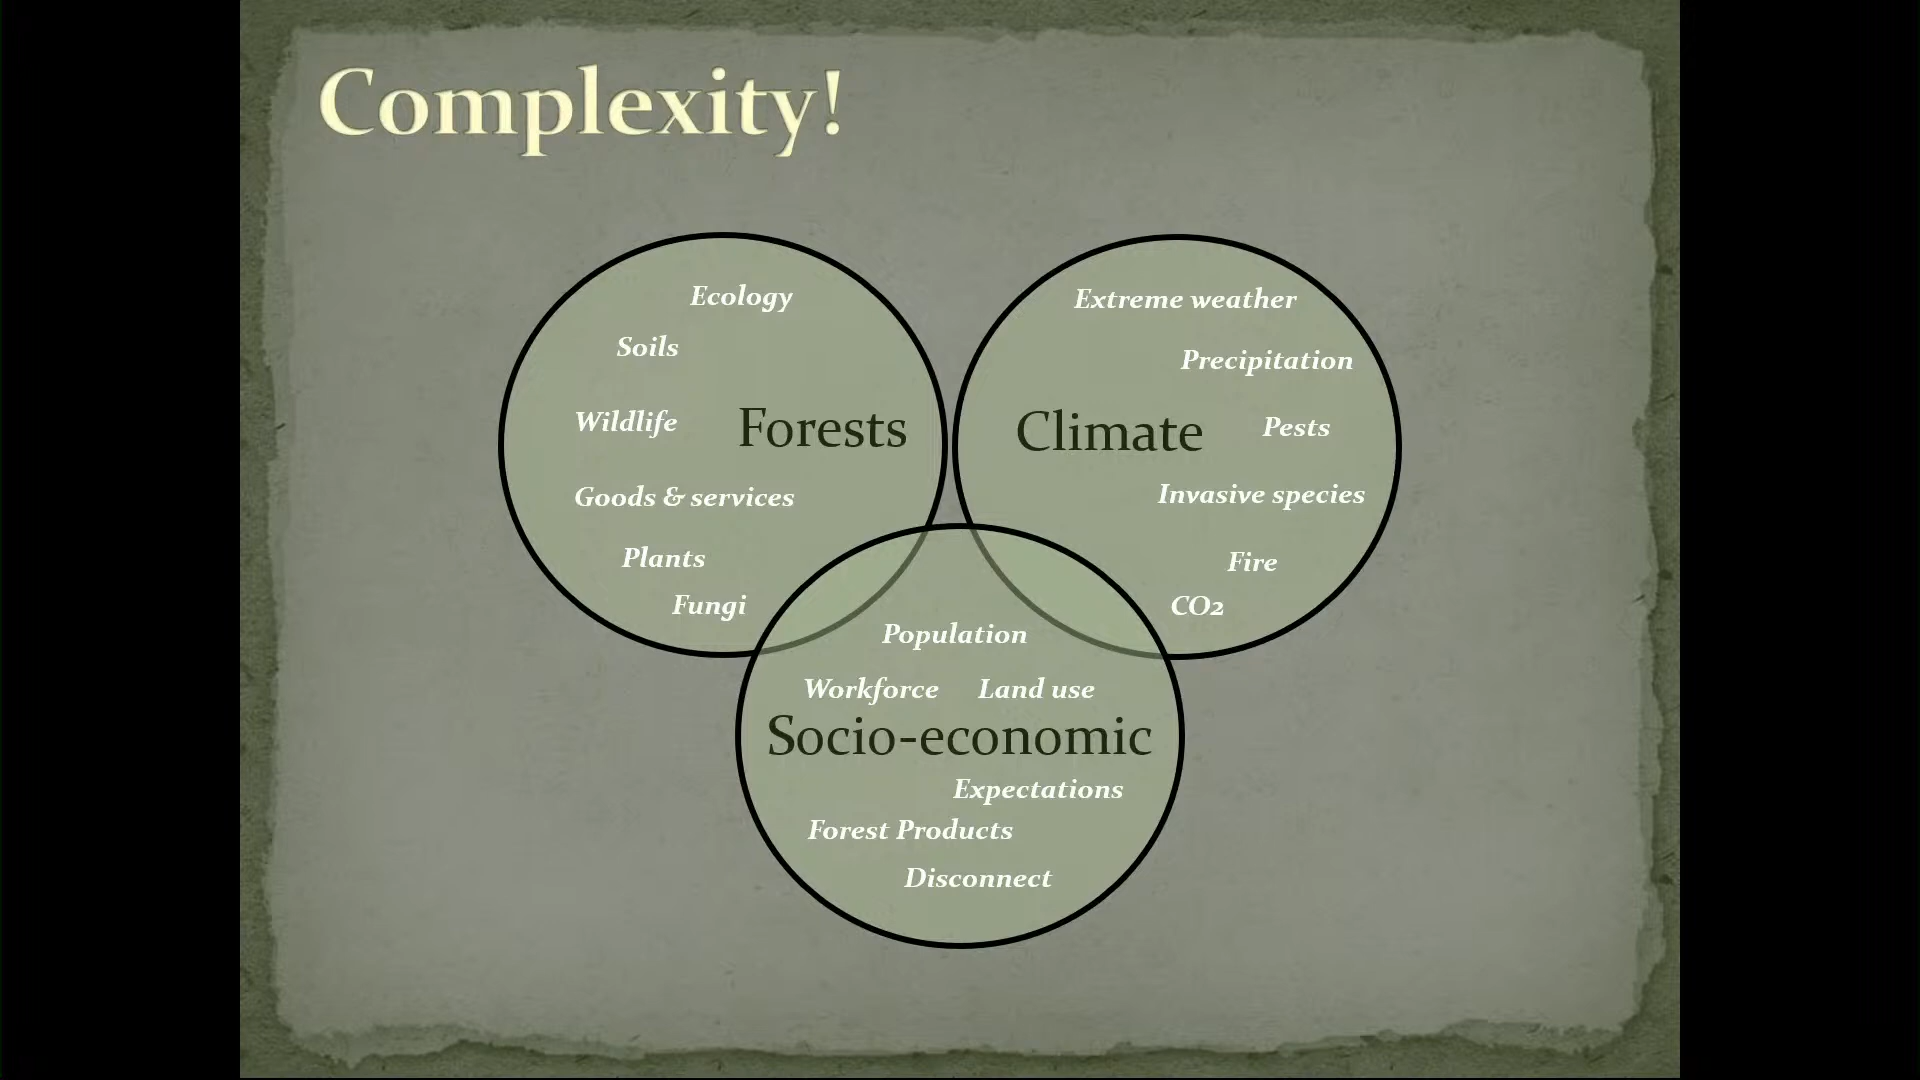 Complexity!
Ecology
Soils
Wildlife
Forests
Goods & services
Plants
Fungi
Extreme weather
Precipitation
Climate
Pests
Invasive species
Fire
CO2
Population
Workforce Land use
Socio-economic
Expectations
Forest Products
Disconnect